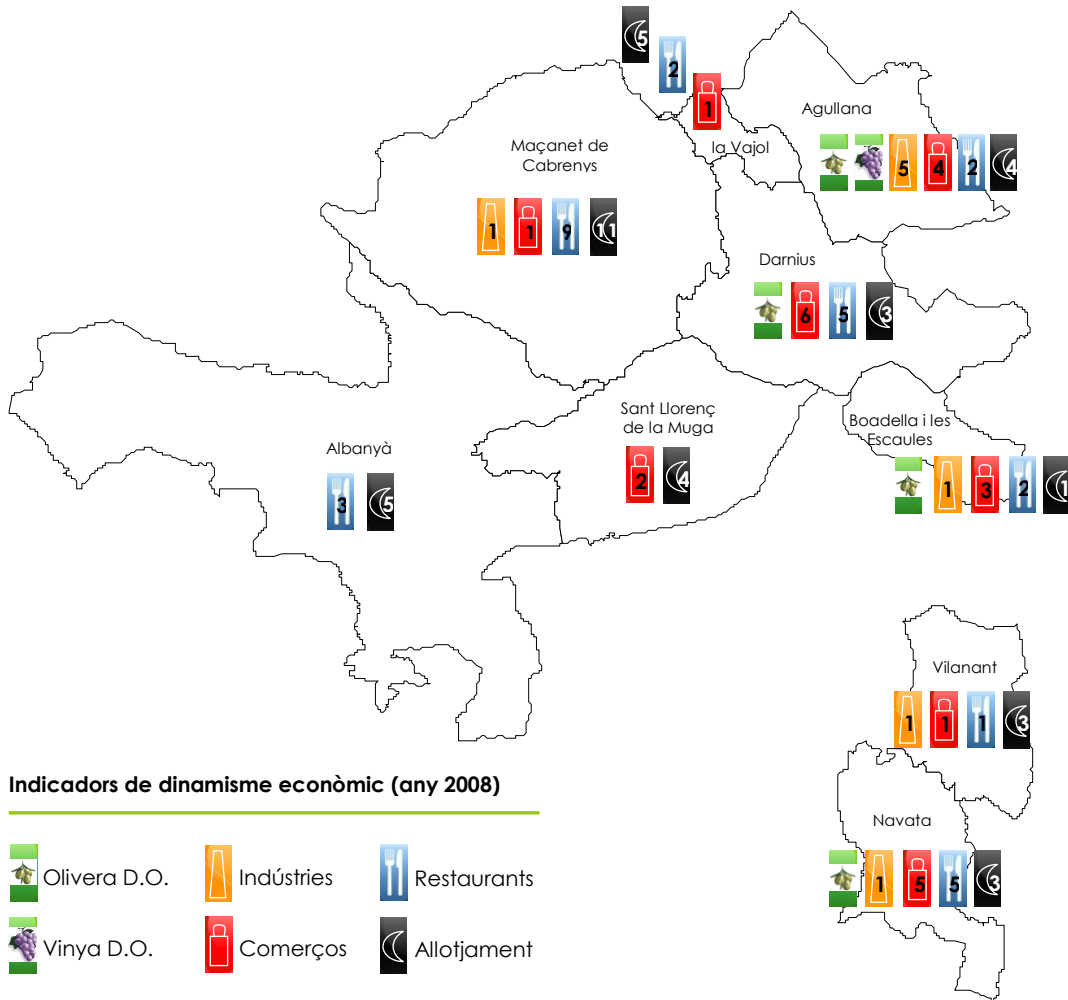 5
2
1
Agullana
la Vajol
Maçanet de
Cabrenys
5 4 2 4
1 1 9 11
Darnius
6 5 3
Sant Llorenç
de la Muga
Boadella i les
Escaules
Albanyà
2 4
1 3 2 1
3 5
Vilanant
1 1 1 3
Indicadors de dinamisme econòmic (any 2008)
Navata
1 5 5 3
Olivera D.O. Indústries Restaurants
Vinya D.O. Comerços Allotjament